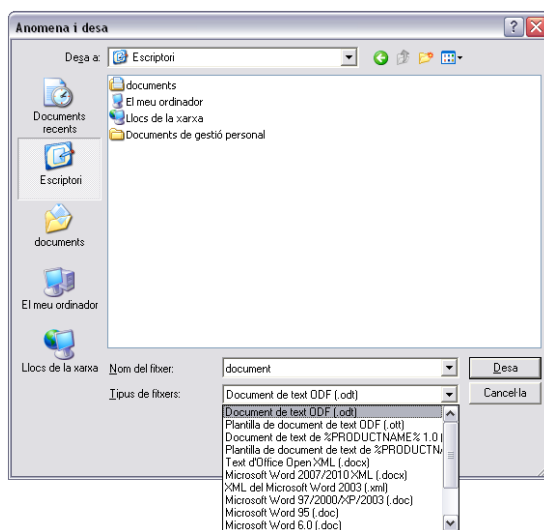 Anomena i desa
Desa a: Escriptori
documents
El meu ordinador
Llocs de la xarxa
Documents de gestió personal
Documents
recents
Escriptori
documents
El meu ordinador
Llocs de la xarxa
Nom del fitxer: document Desa
Tipus de fitxers: Document de text ODF (.odt) Cancel·la
Document de text ODF (.odt)
Plantilla de document de text ODF (.ott)
Document de text de %PRODUCTNAME% 1.0 (
Plantilla de document de text de %PRODUCTNA
Text d'Office Open XML (.docx)
Microsoft Word 2007/2010 XML (.docx)
XML del Microsoft Word 2003 (.xml)
Microsoft Word 97/2000/XP/2003 (.doc)
Microsoft Word 95 (.doc)
Microsoft Word 6.0 (.doc)